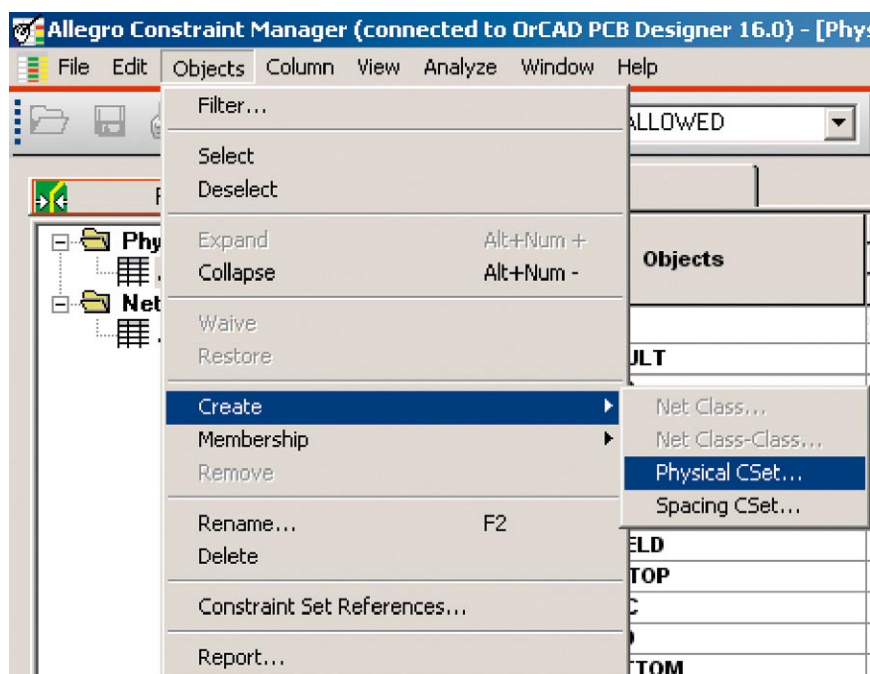 Allegro Constraint Manager (connected to OrCAD PCB Designer 16.0) - [Phys
File Edit Objects Column View Analyze Window Help
Filter...
ALLOWED
Select
Deselect
Phy
Expand Alt+Num +
Objects
Collapse Alt+Num -
Net
Waive
Restore
ULT
Create
Net Class...
Membership
Net Class-Class...
Remove
Physical CSet...
Spacing CSet...
Rename... F2
Delete
ELD
TOP
Constraint Set References...
C
Report...
TTOM